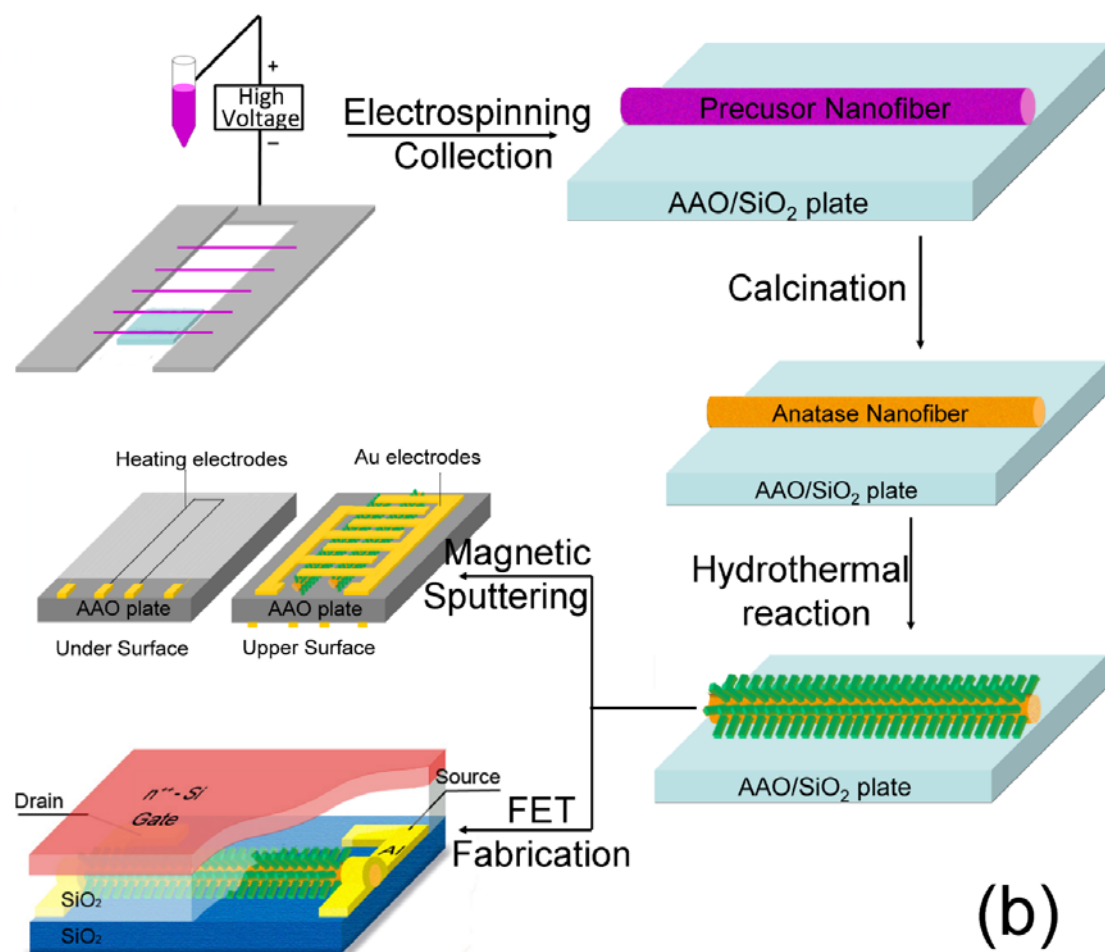 +
High
Voltage
−
Electrospinning
Collection
Precusor Nanofiber
AAO/SiO₂ plate
Calcination
Anatase Nanofiber
AAO/SiO₂ plate
Hydrothermal
reaction
AAO/SiO₂ plate
Heating electrodes
Au electrodes
AAO plate
AAO plate
Under Surface
Upper Surface
Magnetic
Sputtering
FET
Fabrication
Source
Drain
n⁺⁺-Si
Gate
Al
SiO₂
SiO₂
(b)